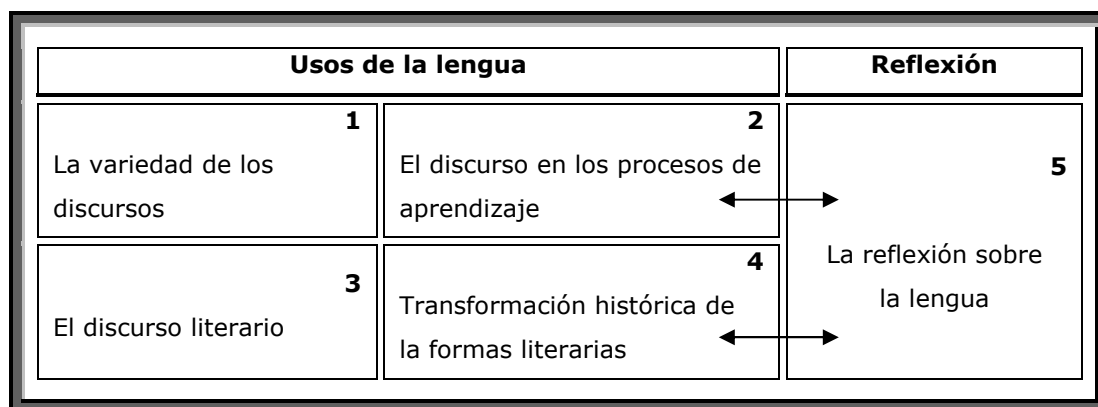 Usos de la lengua
Reflexión
1
La variedad de los
discursos
2
El discurso en los procesos de
aprendizaje
3
El discurso literario
4
Transformación histórica de
la formas literarias
5
La reflexión sobre
la lengua